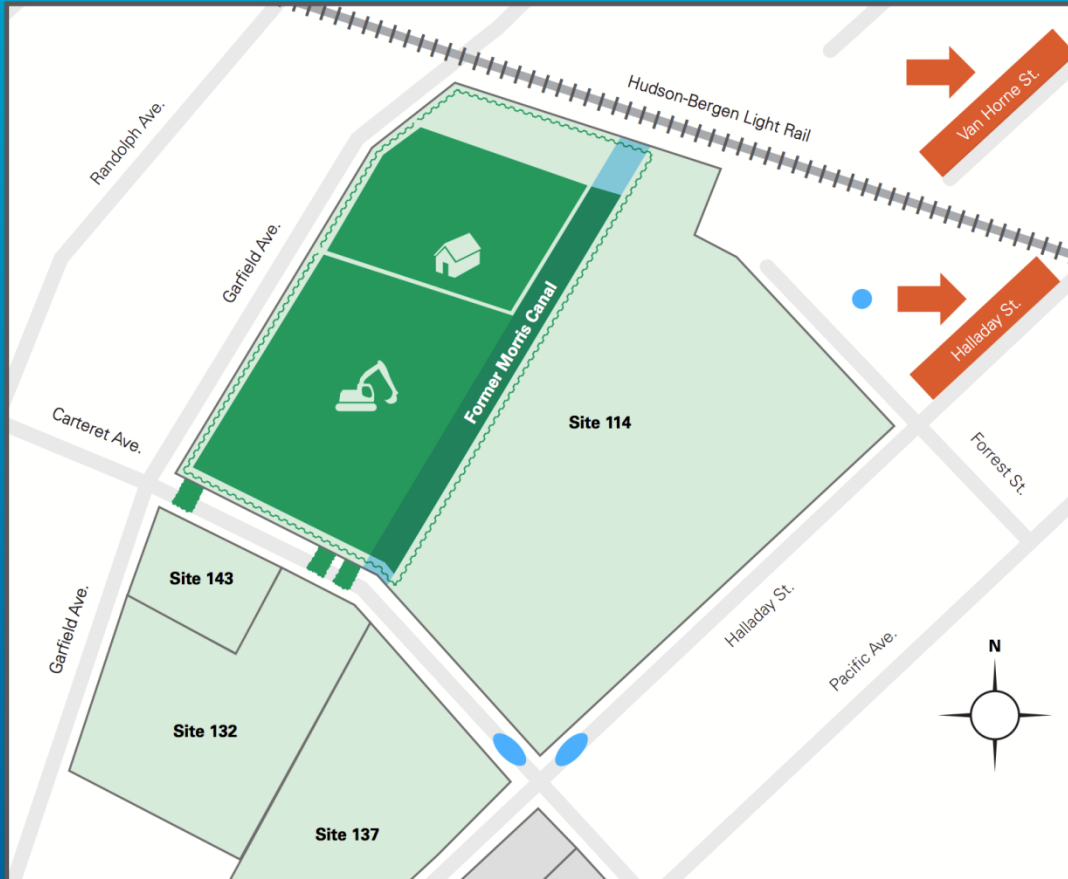 Van Horne St.
Hudson-Bergen Light Rail
Randolph Ave.
Garfield Ave.
Halladay St.
Former Morris Canal
Site 114
Carteret Ave.
Forrest St.
Site 143
Garfield Ave.
Halladay St.
Pacific Ave.
N
Site 132
Site 137